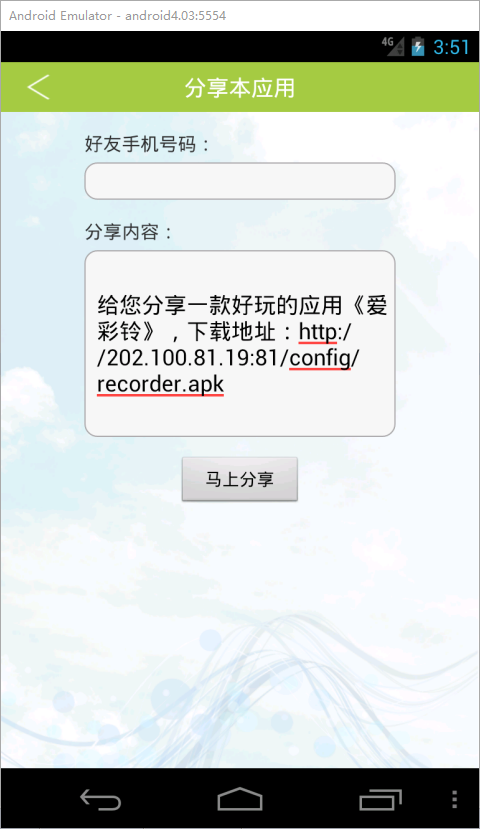 Android Emulator - android4.03:5554
4G 3:51
分享本应用
好友手机号码：
分享内容：
给您分享一款好玩的应用《爱
彩铃》，下载地址：http:/
/202.100.81.19:81/config/
recorder.apk
马上分享